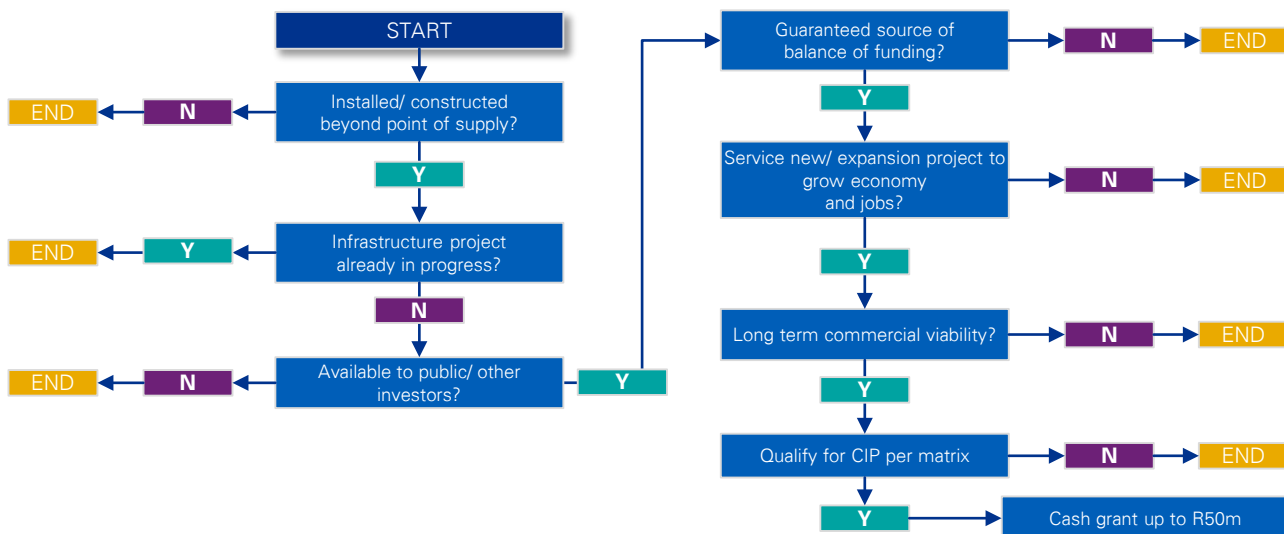 START
Installed/ constructed
beyond point of supply?
N
END
Y
Infrastructure project
already in progress?
Y
END
N
Available to public/ other
investors?
N
END
Y
Guaranteed source of
balance of funding?
N
END
Y
Service new/ expansion project to
grow economy
and jobs?
N
END
Y
Long term commercial viability?
N
END
Y
Qualify for CIP per matrix
N
END
Y
Cash grant up to R50m